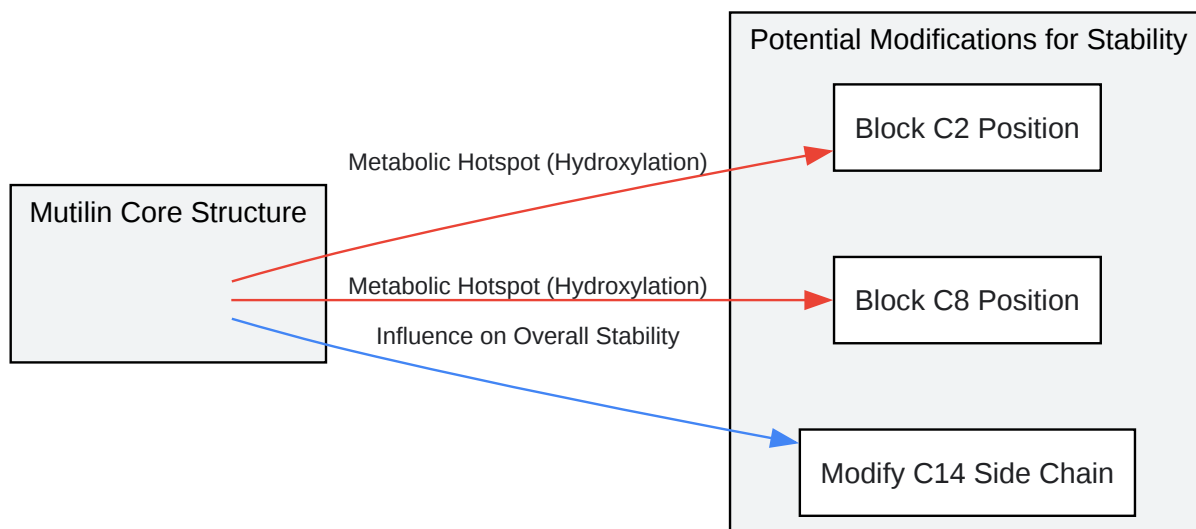 Potential Modifications for Stability
Block C2 Position
Metabolic Hotspot (Hydroxylation)
Mutilin Core Structure
Metabolic Hotspot (Hydroxylation)
Block C8 Position
Influence on Overall Stability
Modify C14 Side Chain